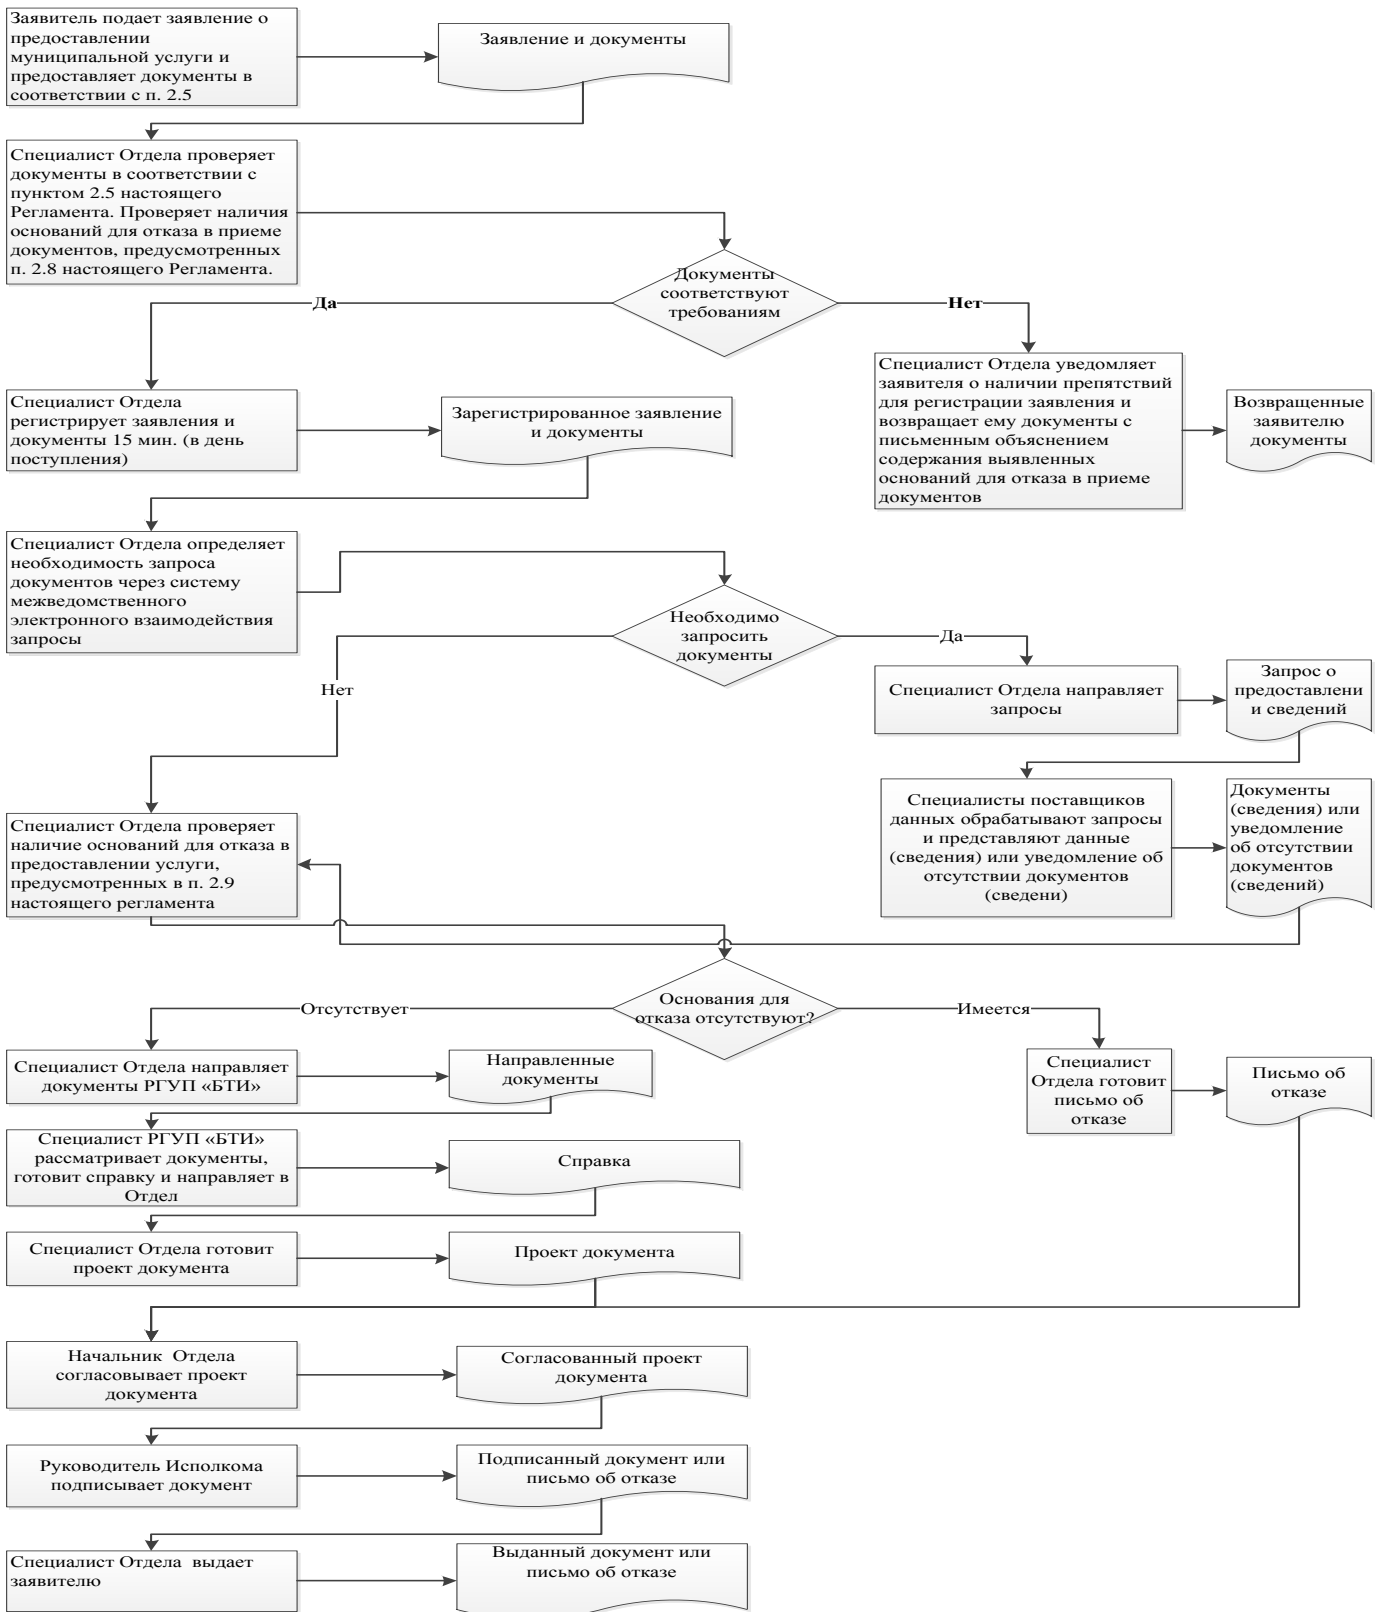 Заявитель подает заявление о
предоставлении
муниципальной услуги и
предоставляет документы в
соответствии с п. 2.5
Заявление и документы
Специалист Отдела проверяет
документы в соответствии с
пунктом 2.5 настоящего
Регламента. Проверяет наличия
оснований для отказа в приеме
документов, предусмотренных
п. 2.8 настоящего Регламента.
Документы
соответствуют
требованиям
Да
Нет
Специалист Отдела
регистрирует заявления и
документы 15 мин. (в день
поступления)
Зарегистрированное заявление
и документы
Специалист Отдела уведомляет
заявителя о наличии препятствий
для регистрации заявления и
возвращает ему документы с
письменным объяснением
содержания выявленных
оснований для отказа в приеме
документов
Возвращенные
заявителю
документы
Специалист Отдела определяет
необходимость запроса
документов через систему
межведомственного
электронного взаимодействия
запросы
Необходимо
запросить
документы
Да
Нет
Специалист Отдела направляет
запросы
Запрос о
предоставлени
и сведений
Специалисты поставщиков
данных обрабатывают запросы
и представляют данные
(сведения) или уведомление об
отсутствии документов
(сведени)
Документы
(сведения) или
уведомление
об отсутствии
документов
(сведений)
Специалист Отдела проверяет
наличие оснований для отказа в
предоставлении услуги,
предусмотренных в п. 2.9
настоящего регламента
Основания для
отказа отсутствуют?
Отсутствует
Имеется
Специалист Отдела направляет
документы РГУП «БТИ»
Направленные
документы
Специалист
Отдела готовит
письмо об
отказе
Письмо об
отказе
Специалист РГУП «БТИ»
рассматривает документы,
готовит справку и направляет в
Отдел
Справка
Специалист Отдела готовит
проект документа
Проект документа
Начальник  Отдела
согласовывает проект
документа
Согласованный проект
документа
Руководитель Исполкома
подписывает документ
Подписанный документ или
письмо об отказе
Специалист Отдела  выдает
заявителю
Выданный документ или
письмо об отказе